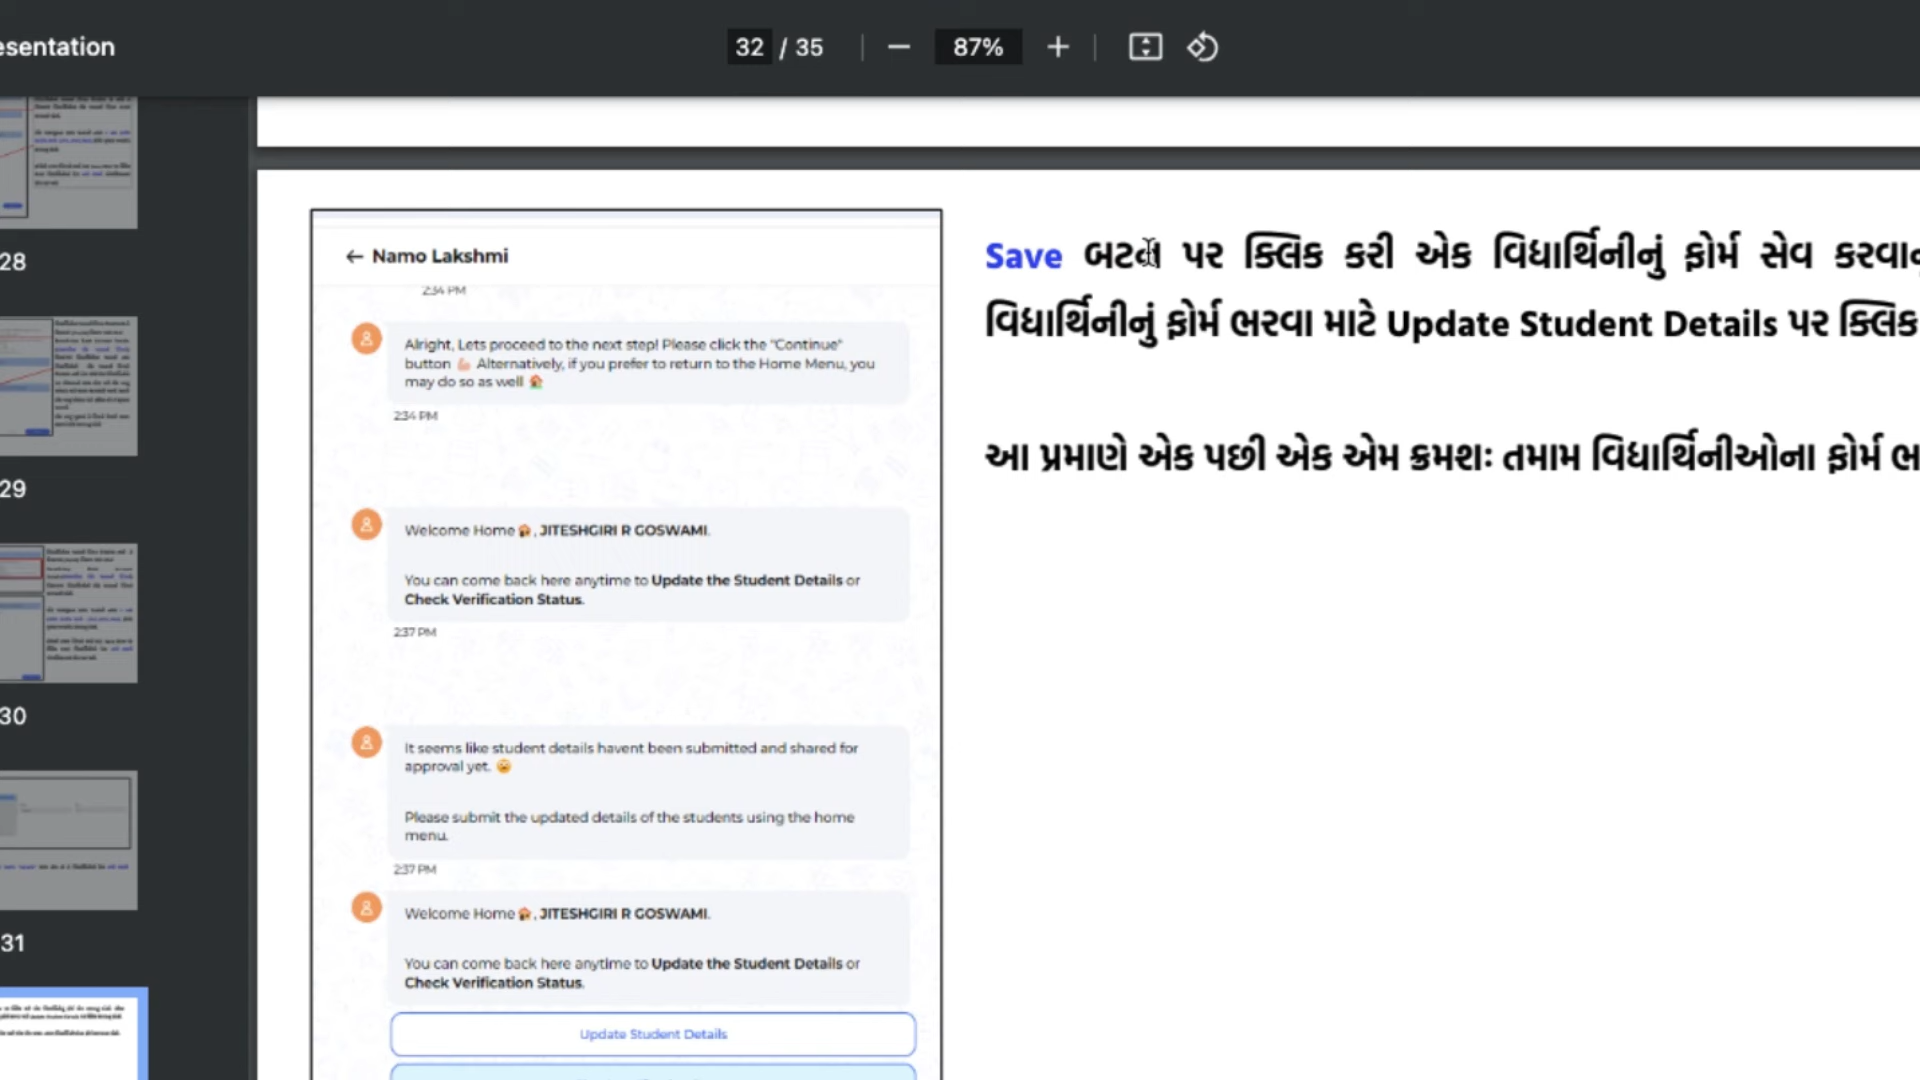 esentation
32 / 35
87%
28
29
30
31
Namo Lakshmi
2:34 PM
Alright, Lets proceed to the next step! Please click the "Continue"
button 💪 Alternatively, if you prefer to return to the Home Menu, you
may do so as well 🏠
2:34 PM
Welcome Home 🏠, JITESHGIRI R GOSWAMI.
You can come back here anytime to Update the Student Details or
Check Verification Status.
2:37 PM
It seems like student details havent been submitted and shared for
approval yet. 😟
Please submit the updated details of the students using the home
menu.
2:37 PM
Welcome Home 🏠, JITESHGIRI R GOSWAMI.
You can come back here anytime to Update the Student Details or
Check Verification Status.
Update Student Details
Save બટન પર ક્લિક કરી એક વિદ્યાર્થિનીનું ફોર્મ સેવ
વિદ્યાર્થિનીનું ફોર્મ ભરવા માટે Update Student Details પર ક્લિક
આ પ્રમાણે એક પછી એક એમ ક્રમશઃ તમામ વિદ્યાર્થિનીઓના ફોર્મ